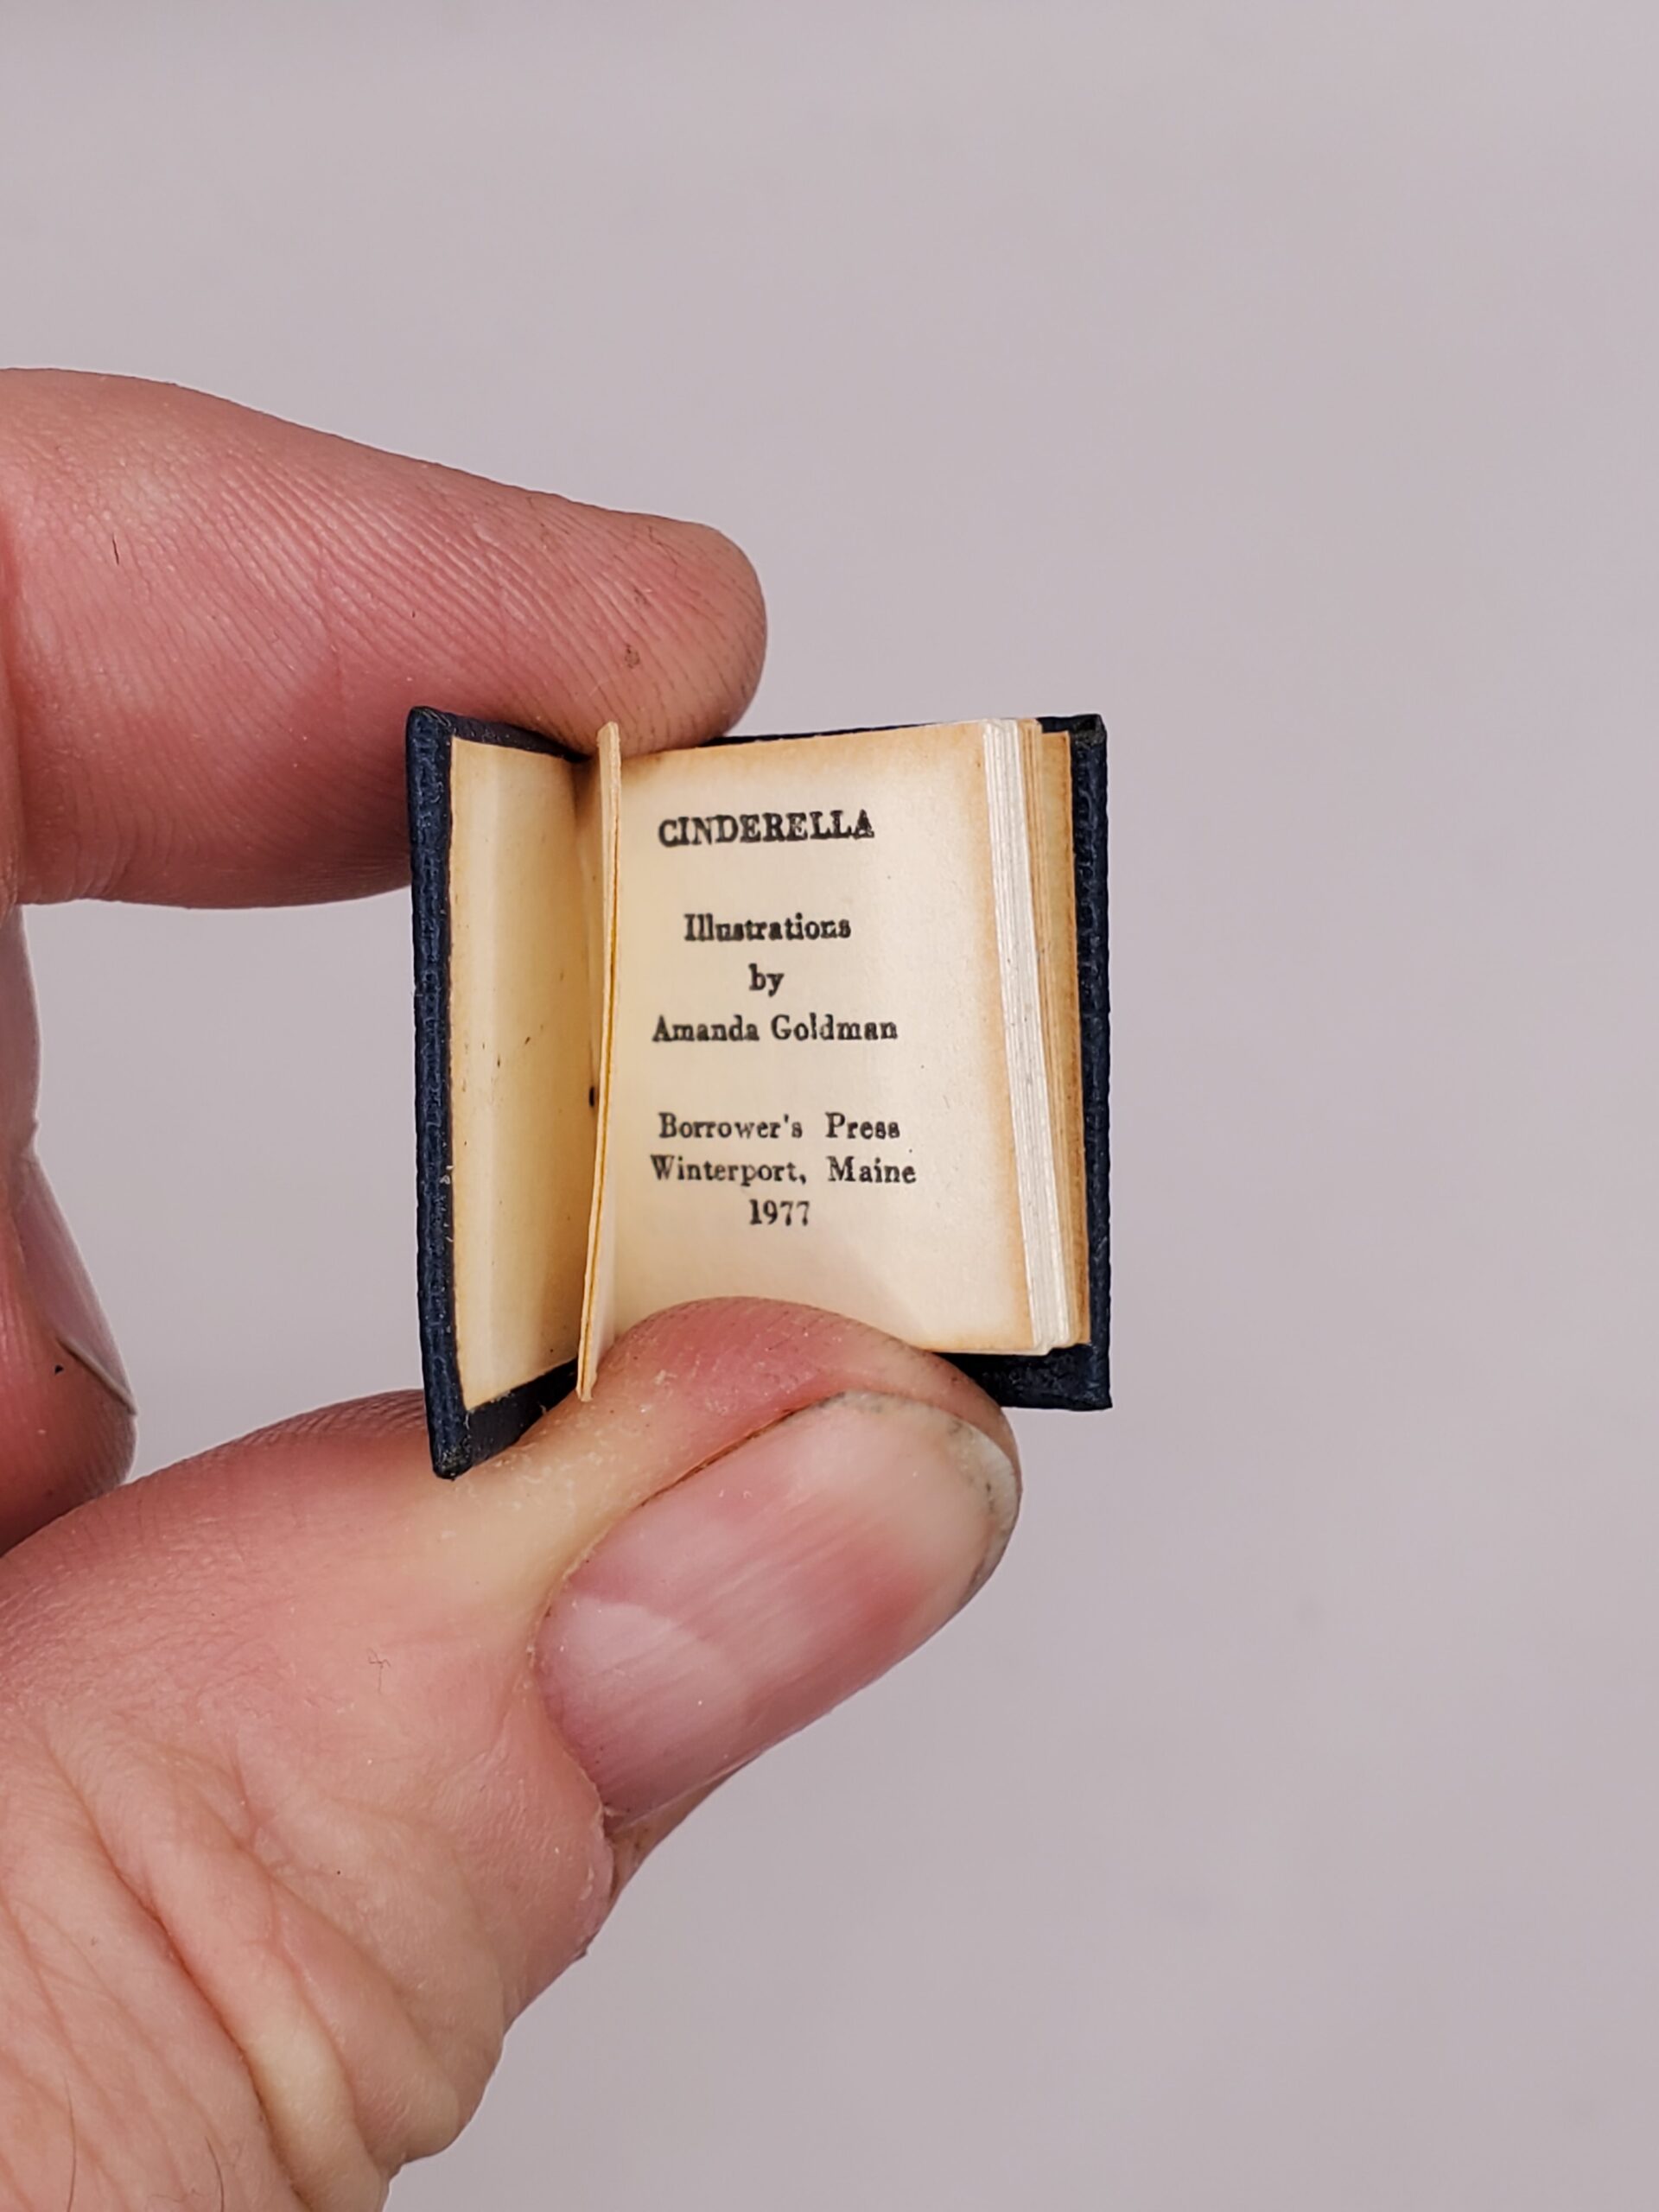 CINDERELLA
Illustrations
by
Amanda Goldman
Borrower's Press
Winterport, Maine
1977